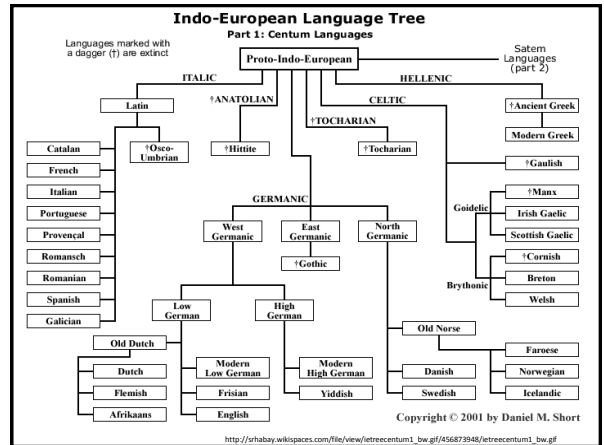 Indo-European Language Tree
Part 1: Centum Languages
Languages marked with
a dagger (†) are extinct
Proto-Indo-European
Satem
Languages
(part 2)
ITALIC
†ANATOLIAN
†TOCHARIAN
CELTIC
HELLENIC
Latin
†Osco-
Umbrian
Catalan
French
Italian
Portuguese
Provençal
Romansch
Romanian
Spanish
Galician
†Hittite
†Tocharian
†Ancient Greek
Modern Greek
†Gaulish
Goidelic
†Manx
Irish Gaelic
Scottish Gaelic
Brythonic
†Cornish
Breton
Welsh
GERMANIC
West
Germanic
East
Germanic
North
Germanic
†Gothic
Low
German
High
German
Old Dutch
Dutch
Flemish
Afrikaans
Modern
Low German
Frisian
English
Modern
High German
Yiddish
Old Norse
Danish
Swedish
Faroese
Norwegian
Icelandic
Copyright © 2001 by Daniel M. Short
http://srhabay.wikispaces.com/file/view/ietreecentum1_bw.gif/456873948/ietreecentum1_bw.gif